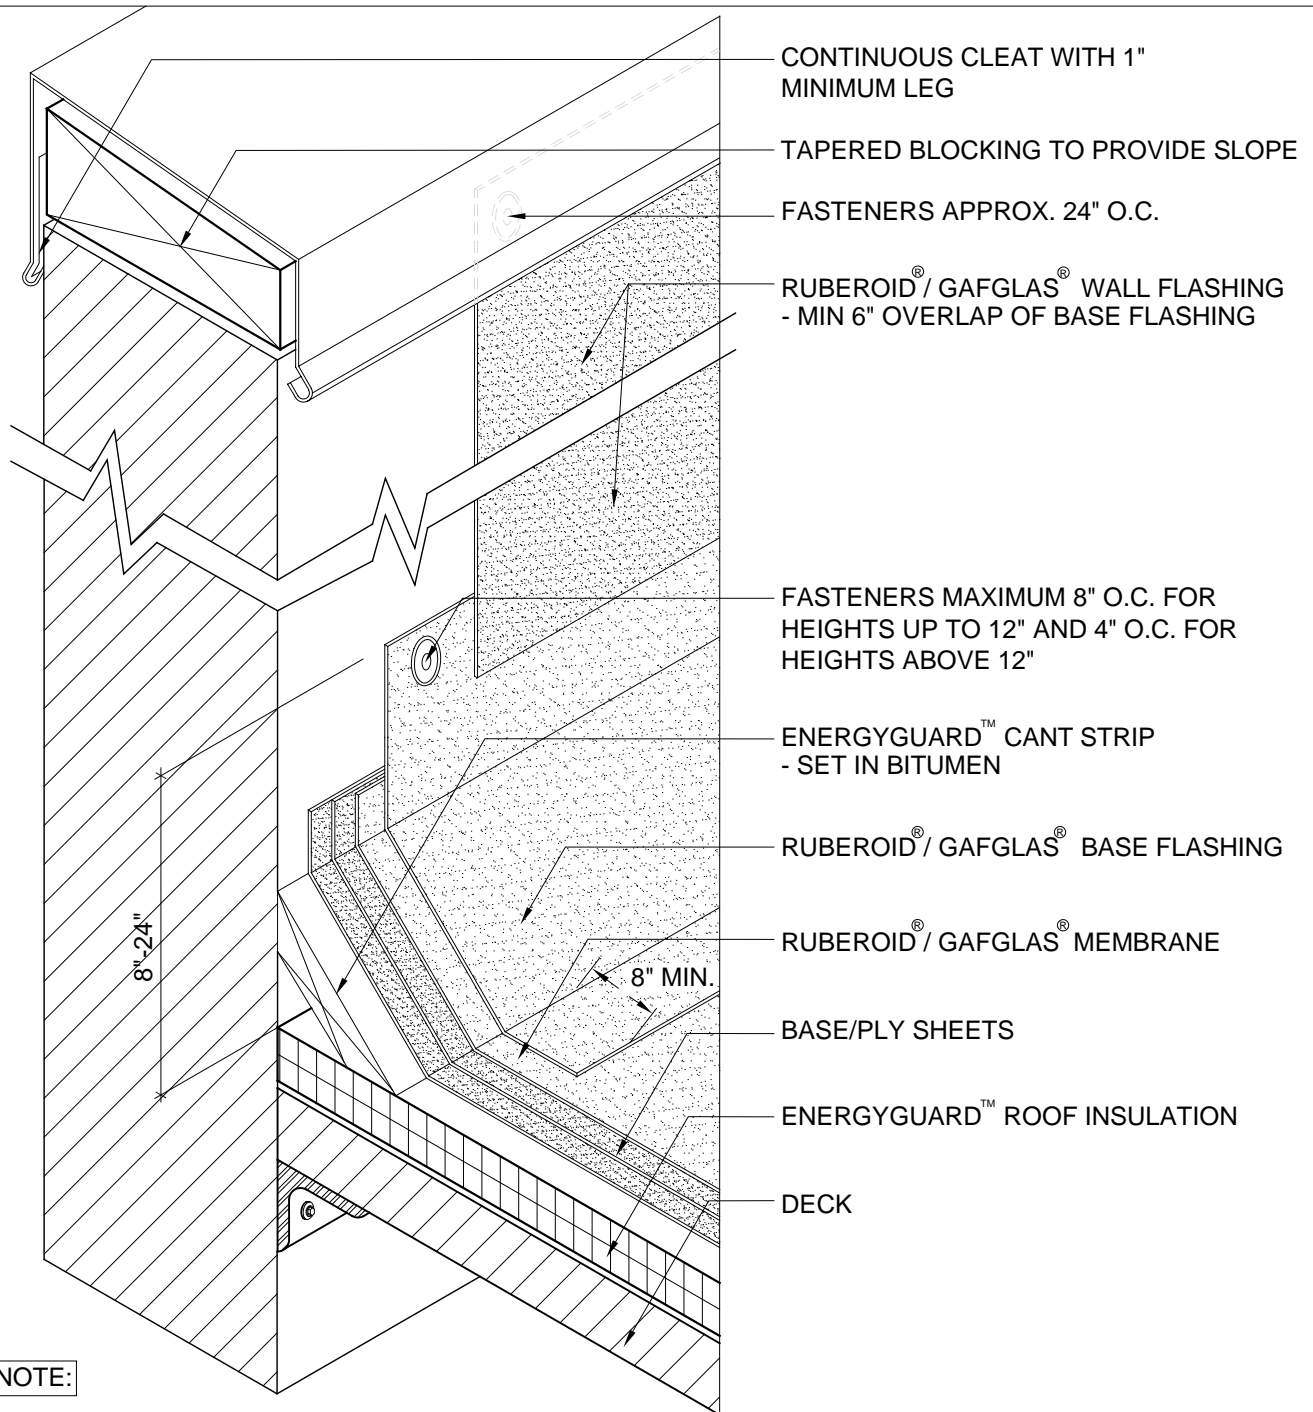 CONTINUOUS CLEAT WITH 1"
MINIMUM LEG
TAPERED BLOCKING TO PROVIDE SLOPE
FASTENERS APPROX. 24" O.C.
RUBEROID®/ GAFGLAS® WALL FLASHING
- MIN 6" OVERLAP OF BASE FLASHING
FASTENERS MAXIMUM 8" O.C. FOR
HEIGHTS UP TO 12" AND 4" O.C. FOR
HEIGHTS ABOVE 12"
ENERGYGUARD™ CANT STRIP
- SET IN BITUMEN
RUBEROID®/ GAFGLAS® BASE FLASHING
8"-24"
RUBEROID®/ GAFGLAS® MEMBRANE
8" MIN.
BASE/PLY SHEETS
ENERGYGUARD™ ROOF INSULATION
DECK
NOTE: